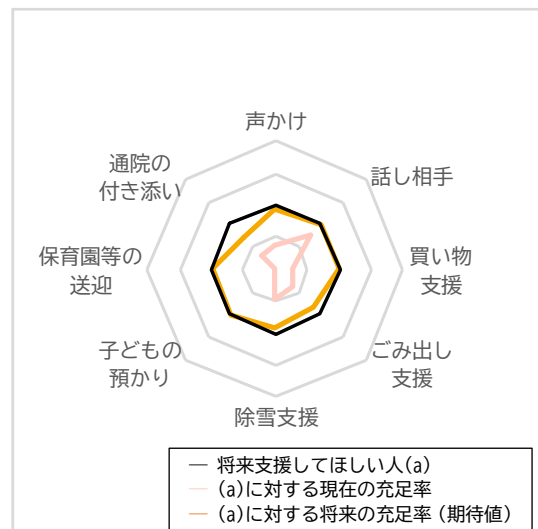 声かけ
話し相手
買い物
支援
ごみ出し
支援
除雪支援
子どもの
預かり
保育園等の
送迎
通院の
付き添い
将来支援してほしい人(a)
(a)に対する現在の充足率
(a)に対する将来の充足率(期待値)